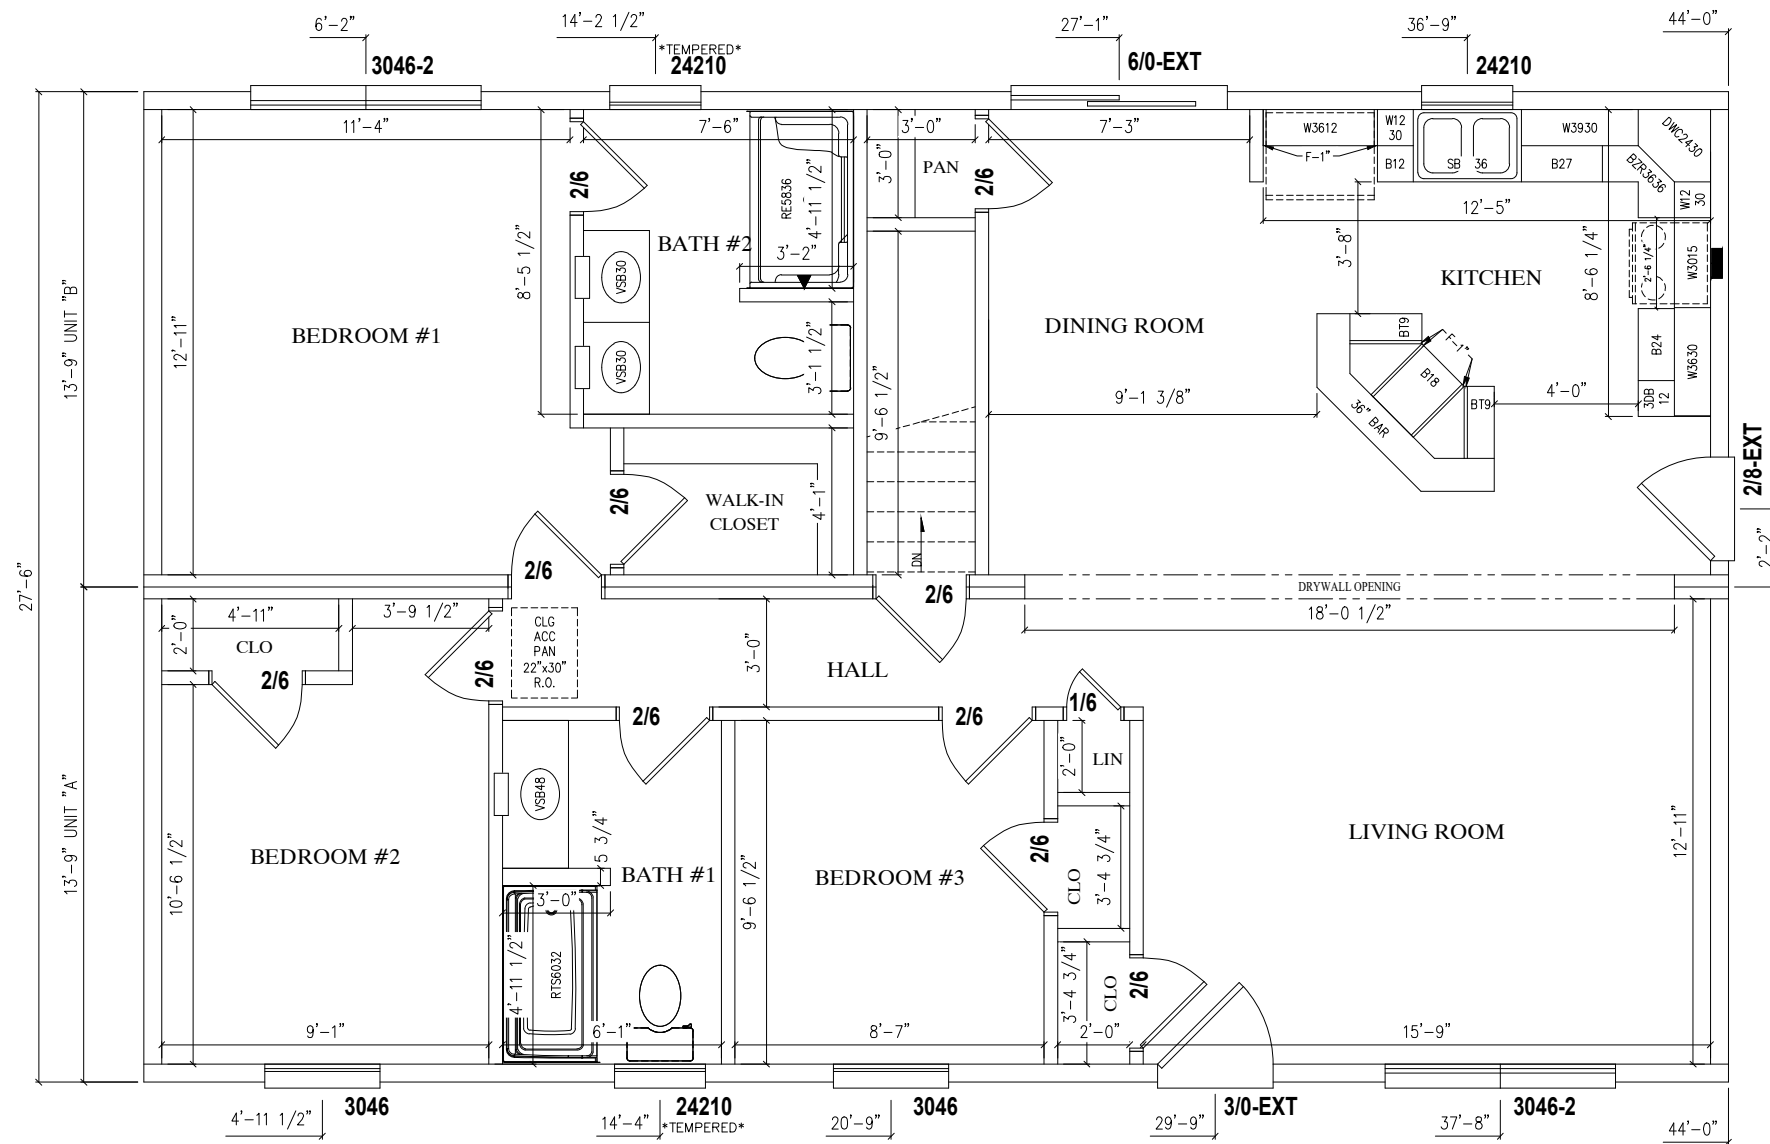 6'-2"
14'-2 1/2"
27'-1"
36'-9"
44'-0"
*TEMPERED*
3046-2
24210
6/0-EXT
24210
11'-4"
7'-6"
3'-0"
7'-3"
W3612
W12
30
W3930
DWC2430
F-1"
B12
SB 36
B27
BZR3636
W12
30
PAN
3'-0"
2/6
2/6
RE5836
4'-11 1/2"
12'-5"
BATH #2
3'-2"
8'-5 1/2"
VSB30
VSB30
3'-1 1/2"
3'-8"
KITCHEN
8'-6 1/4"
2'-6 1/4"
W3015
BEDROOM #1
12'-11"
13'-9" UNIT "B"
DINING ROOM
BT9
F-1"
B24
W3630
B18
9'-6 1/2"
9'-1 3/8"
36" BAR
BT9
4'-0"
3DB
12
2/8-EXT
2'-2"
2/6
WALK-IN
CLOSET
4'-1"
DN
27'-6"
2/6
2/6
DRYWALL OPENING
18'-0 1/2"
4'-11"
3'-9 1/2"
2'-0"
CLO
2/6
2/6
CLG
ACC
PAN
22"x30"
R.O.
3'-0"
HALL
2/6
2/6
1/6
2'-0"
LIN
13'-9" UNIT "A"
VSB48
5 3/4"
LIVING ROOM
12'-11"
BEDROOM #2
10'-6 1/2"
BATH #1
9'-6 1/2"
BEDROOM #3
2/6
CLO
3'-4 3/4"
3'-0"
4'-11 1/2"
RTS6032
3'-4 3/4"
CLO
2/6
9'-1"
6'-1"
8'-7"
2'-0"
15'-9"
3046
24210
3046
3/0-EXT
3046-2
4'-11 1/2"
14'-4"
*TEMPERED*
20'-9"
29'-9"
37'-8"
44'-0"